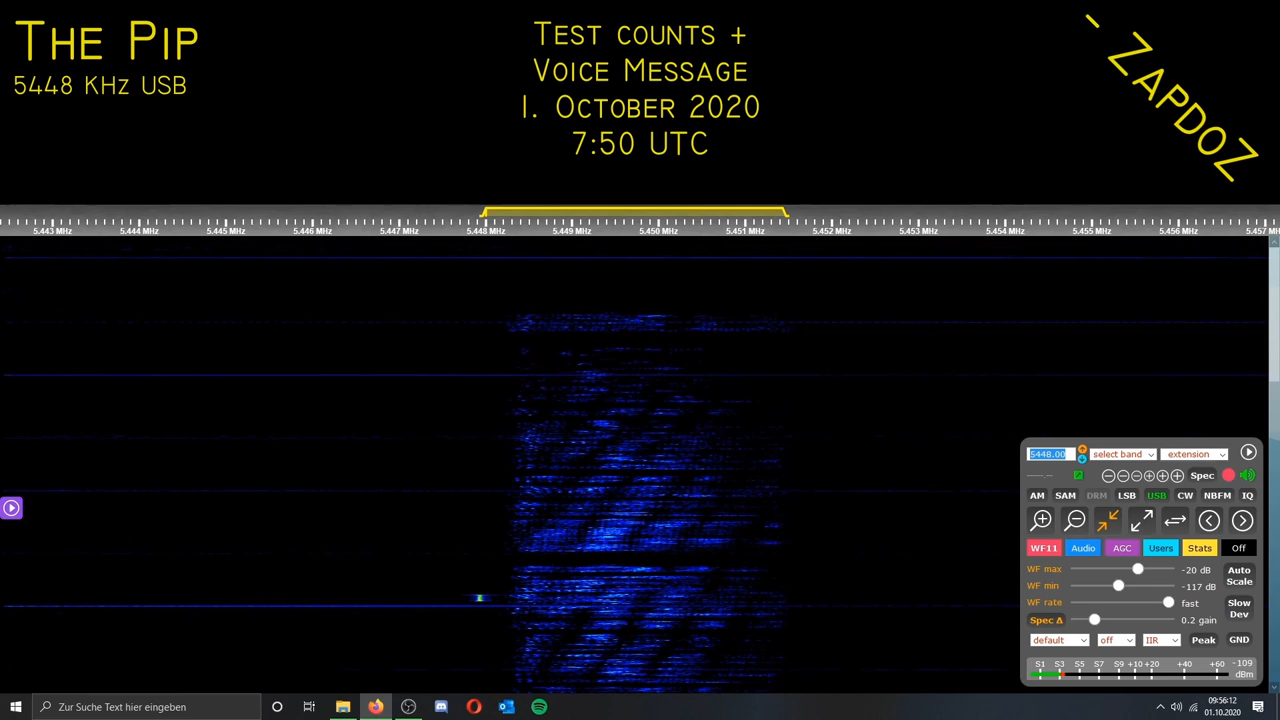 The Pip
5448 KHz USB
Test counts +
Voice Message
1. October 2020
7:50 UTC
- ZAPDOZ
5.443 MHz 5.444 MHz 5.445 MHz 5.446 MHz 5.447 MHz 5.448 MHz 5.449 MHz 5.450 MHz 5.451 MHz 5.452 MHz 5.453 MHz 5.454 MHz 5.455 MHz 5.456 MHz 5.457 MH
5448.00 select band extension
Spec
AM SAM DRM LSB USB CW NBFM IQ
WF11 Audio AGC Users Stats Off
WF max -20 dB Auto Scale
WF min -117 dB
WF rate fast Slow Dev
Spec Δ 0.2 gain
default off IIR Peak GND
S5 S7 S9 +10 +20 +40 +60 -109 dBm
Zur Suche Text hier eingeben
09:56:12
01.10.2020